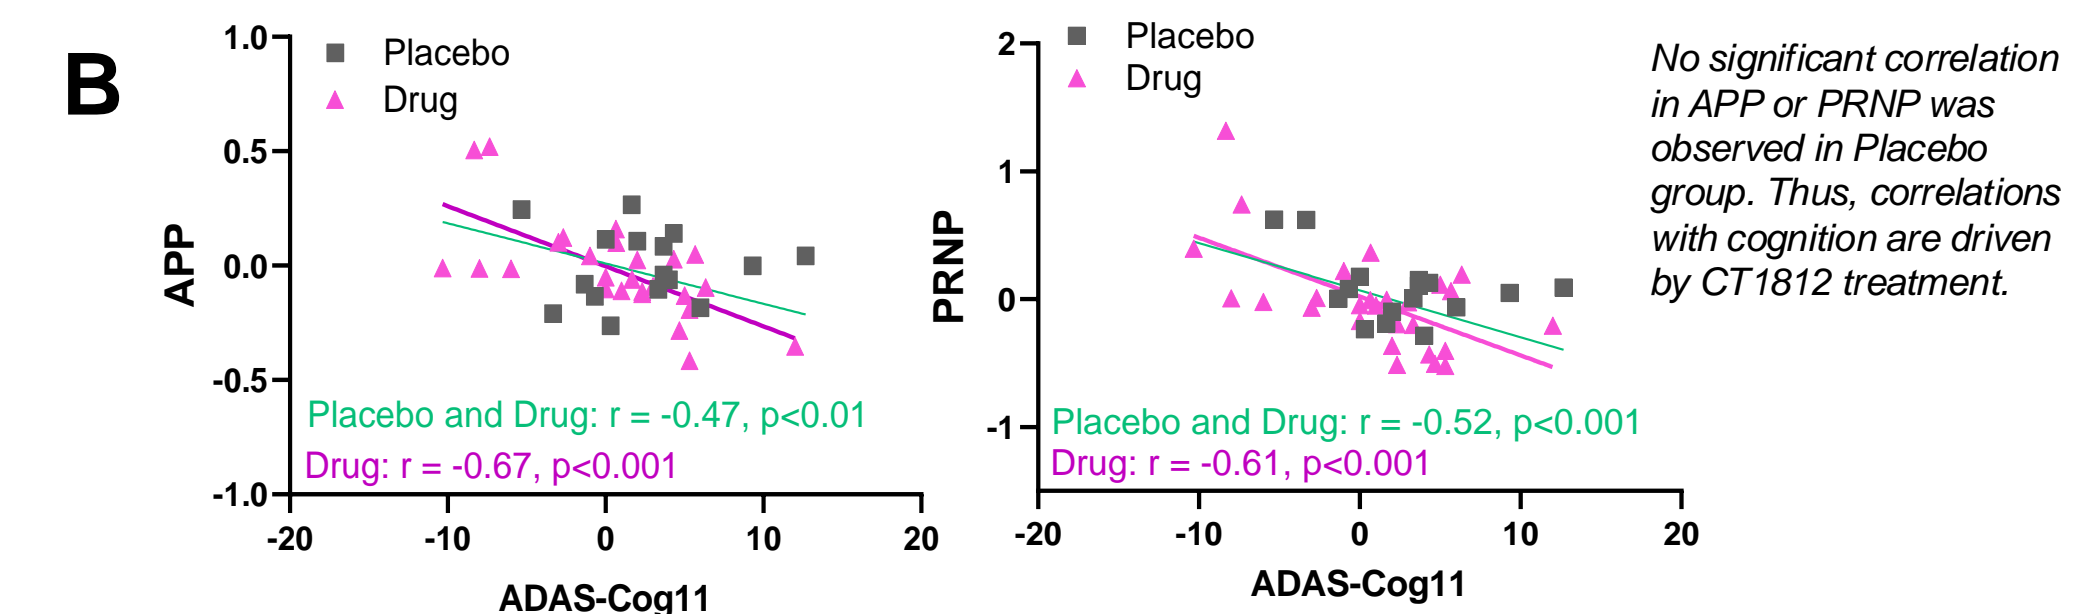 B
1.0
0.5
0.0
-0.5
-1.0
APP
Placebo
Drug
Placebo and Drug: r = -0.47, p<0.01
Drug: r = -0.67, p<0.001
-20
-10
0
10
20
ADAS-Cog11
2
1
0
-1
PRNP
Placebo
Drug
Placebo and Drug: r = -0.52, p<0.001
Drug: r = -0.61, p<0.001
-20
-10
0
10
20
ADAS-Cog11
No significant correlation
in APP or PRNP was
observed in Placebo
group. Thus, correlations
with cognition are driven
by CT1812 treatment.